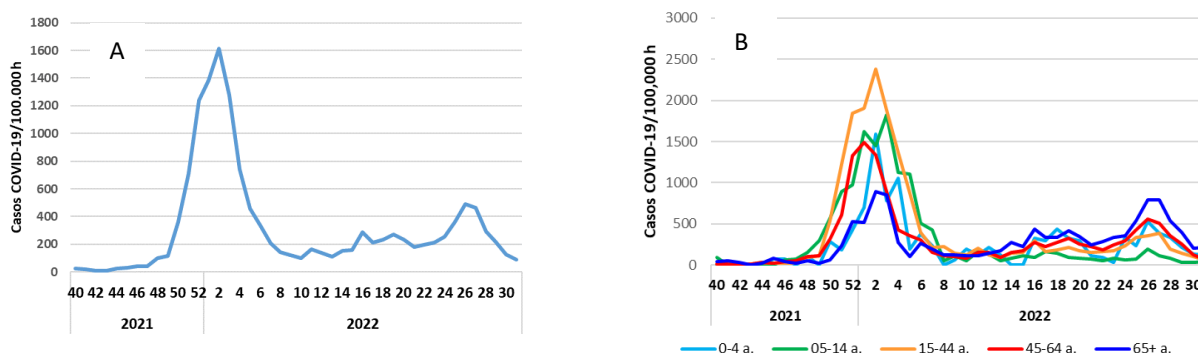 A
Casos COVID-19/100.000 h
1800
1600
1400
1200
1000
800
600
400
200
0
40 42 44 46 48 50 52 2 4 6 8 10 12 14 16 18 20 22 24 26 28 30
2021 2022
B
Casos COVID-19/100,000 h
3000
2500
2000
1500
1000
500
0
40 42 44 46 48 50 52 2 4 6 8 10 12 14 16 18 20 22 24 26 28 30
2021 2022
0-4 a. 05-14 a. 15-44 a. 45-64 a. 65+ a.